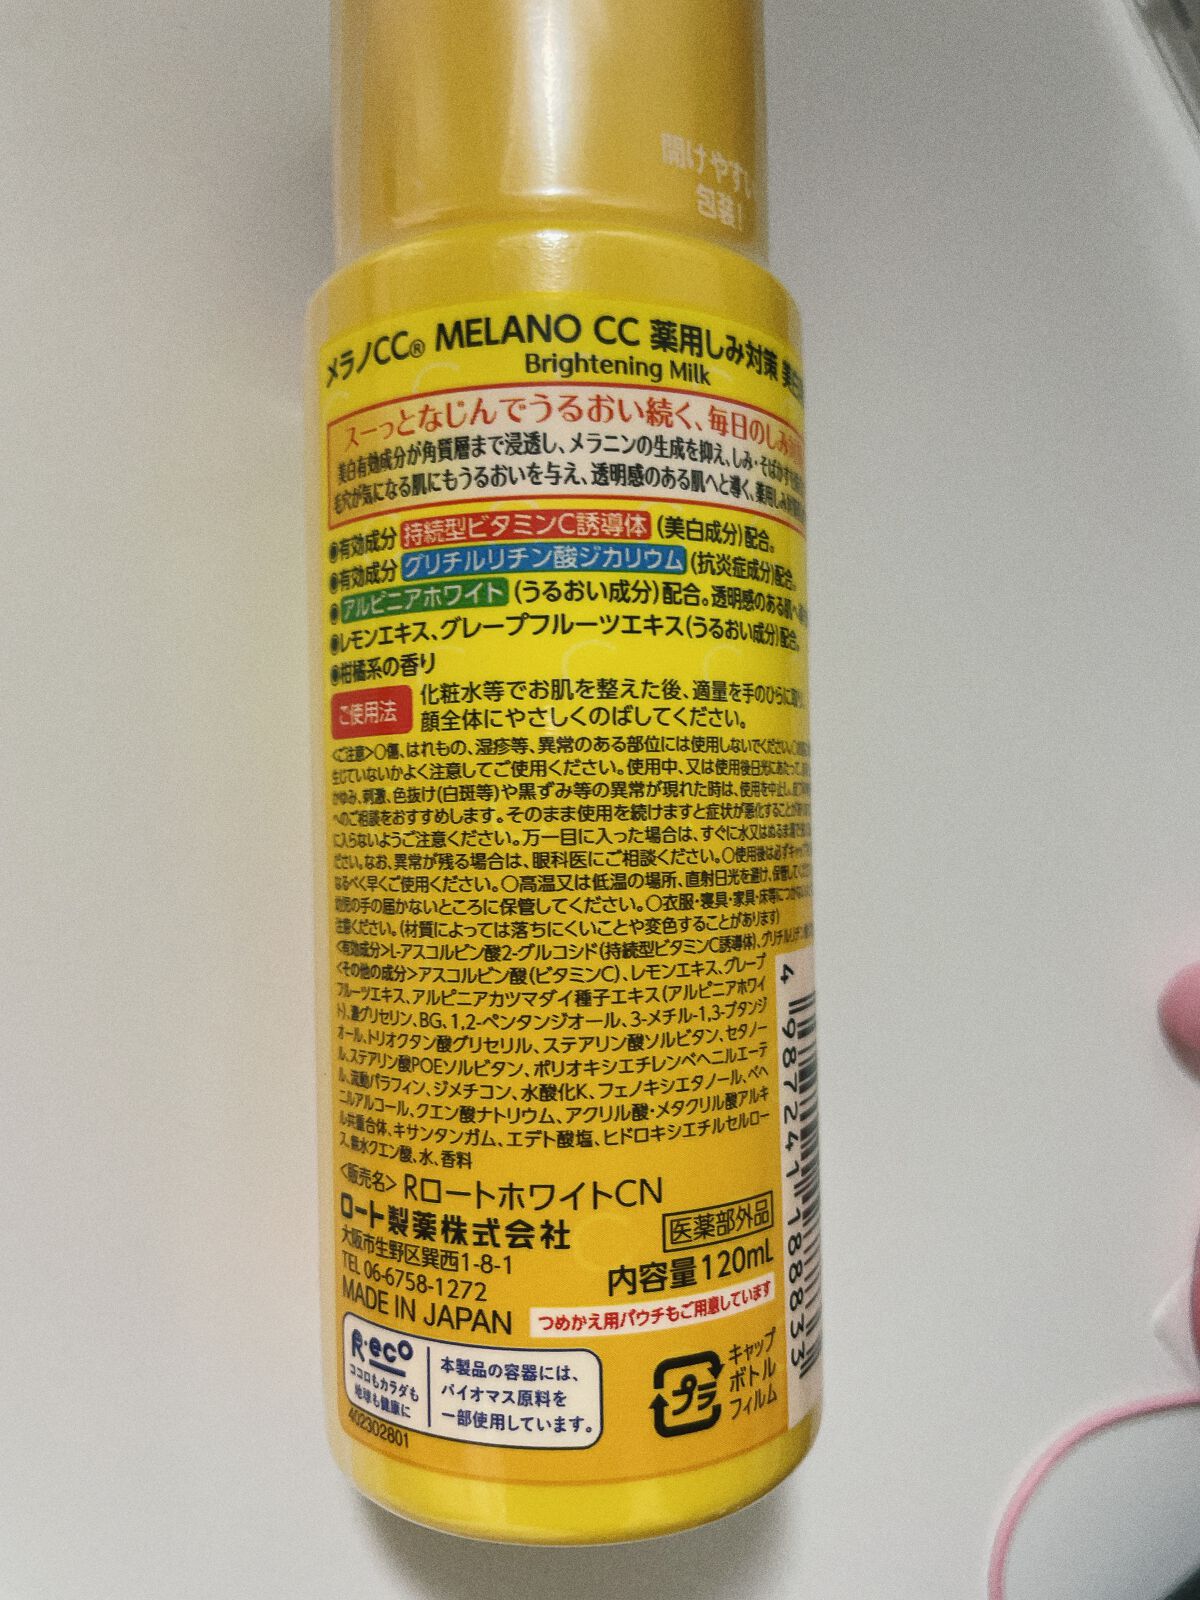 開けやすい
包装!
メラノCC® MELANO CC 薬用しみ対策 美白
Brightening Milk
スーっとなじんでうるおい続く、毎日のしみ対策
美白有効成分が角質層まで浸透し、メラニンの生成を抑え、しみ・そばかすを
毛穴が気になる肌にもうるおいを与え、透明感のある肌へと導く、薬用しみ対策
●有効成分 持続型ビタミンC誘導体 (美白成分)配合。
●有効成分 グリチルリチン酸ジカリウム (抗炎症成分)配合。
●アルピニアホワイト (うるおい成分)配合。透明感のある肌へ
●レモンエキス、グレープフルーツエキス(うるおい成分)配合。
●柑橘系の香り
ご使用法 化粧水等でお肌を整えた後、適量を手のひらに取り、
顔全体にやさしくのばしてください。
<ご注意>○傷、はれもの、湿疹等、異常のある部位には使用しないでください。
生じていないかよく注意してご使用ください。使用中、又は使用後日光にあたって、
かゆみ、刺激、色抜け(白斑等)や黒ずみ等の異常が現れた時は、使用を中止し、
へのご相談をおすすめします。そのまま使用を続けますと症状が悪化することが
に入らないようご注意ください。万一目に入った場合は、すぐに水又はぬるま湯で
ださい。なお、異常が残る場合は、眼科医にご相談ください。○使用後は必ずキャップ
なるべく早くご使用ください。○高温又は低温の場所、直射日光を避け、保管してくだ
幼児の手の届かないところに保管してください。○衣服・寝具・家具・床等につかない
注意ください。(材質によっては落ちにくいことや変色することがあります)
<有効成分>L-アスコルビン酸2-グルコシド(持続型ビタミンC誘導体)、グリチルリチン酸
<その他の成分>アスコルビン酸(ビタミンC)、レモンエキス、グレープ
フルーツエキス、アルピニアカツマダイ種子エキス(アルピニアホワイ
ト)、濃グリセリン、BG、1,2-ペンタンジオール、3-メチル-1,3-ブタンジ
オール、トリオクタン酸グリセリル、ステアリン酸ソルビタン、セタノー
ル、ステアリン酸POEソルビタン、ポリオキシエチレンベヘニルエーテ
ル、流動パラフィン、ジメチコン、水酸化K、フェノキシエタノール、ベヘ
ニルアルコール、クエン酸ナトリウム、アクリル酸・メタクリル酸アルキ
ル共重合体、キサンタンガム、エデト酸塩、ヒドロキシエチルセルロー
ス、無水クエン酸、水、香料
<販売名> RロートホワイトCN
ロート製薬株式会社
大阪市生野区巽西1-8-1
TEL 06-6758-1272
MADE IN JAPAN
医薬部外品
内容量120mL
つめかえ用パウチもご用意しています
R・eco
ココロもカラダも
地球も健康に
本製品の容器には、
バイオマス原料を
一部使用しています。
プラ
キャップ
ボトル
フィルム
402302801
4 987241 188833